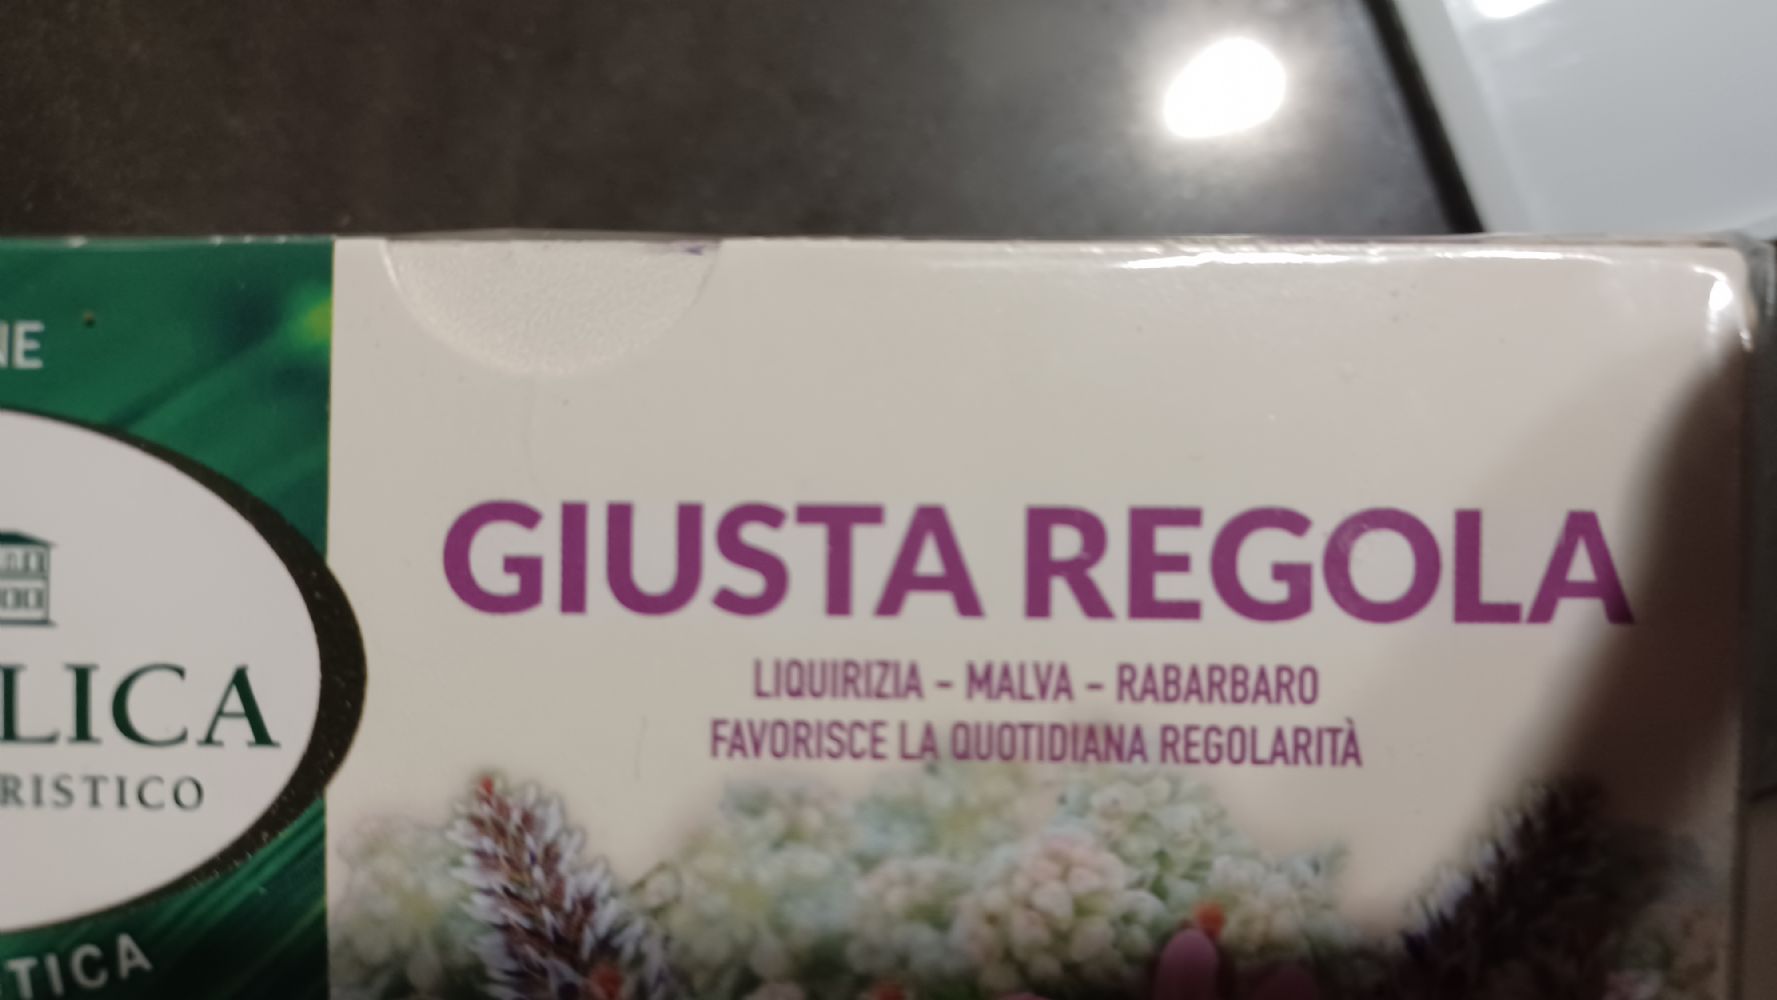 NE
LICA
RISTICO
TICA
GIUSTA REGOLA
LIQUIRIZIA – MALVA – RABARBARO
FAVORISCE LA QUOTIDIANA REGOLARITÀ